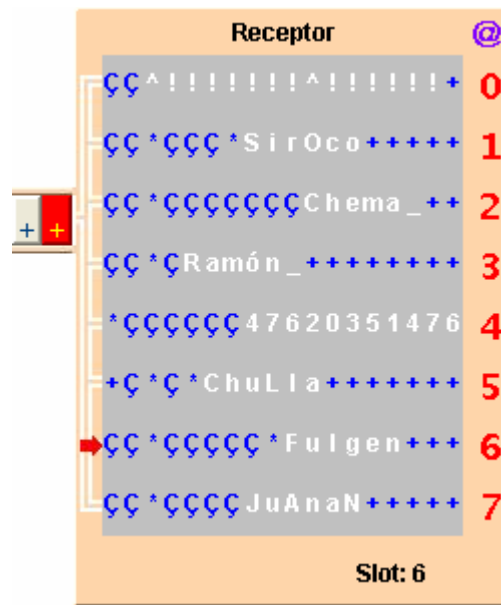 Receptor @
ÇÇ^!!!!!!!^!!!!!!+ 0
ÇÇ*ÇÇÇ*SirOco+++++ 1
ÇÇ*ÇÇÇÇÇÇÇChema_++ 2
+ +
ÇÇ*ÇRamón_++++++++ 3
*ÇÇÇÇÇÇ47620351476 4
+Ç*Ç*ChuLla+++++++ 5
ÇÇ*ÇÇÇÇÇ*Fulgen+++ 6
ÇÇ*ÇÇÇÇJuAnaN+++++ 7
Slot: 6